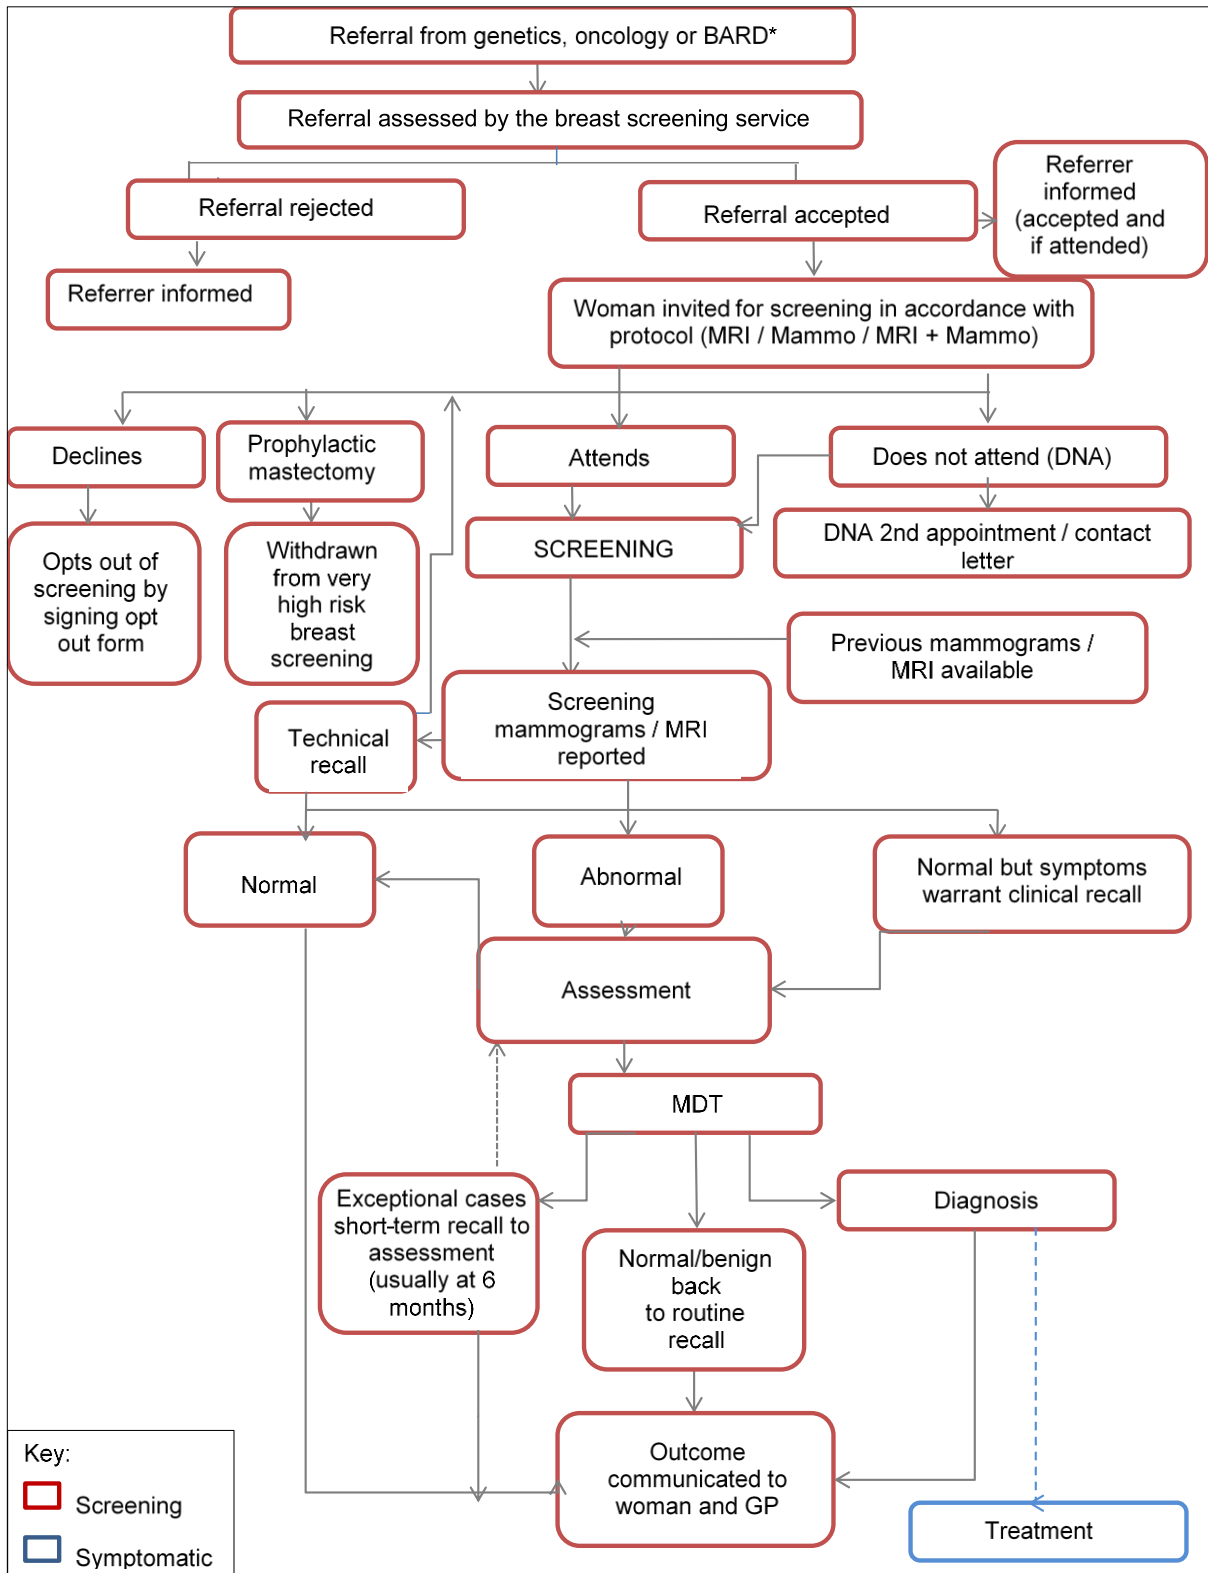 Referral from genetics, oncology or BARD*
Referral assessed by the breast screening service
Referral rejected
Referral accepted
Referrer
informed
(accepted and
if attended)
Referrer informed
Woman invited for screening in accordance with
protocol (MRI / Mammo / MRI + Mammo)
Declines
Prophylactic
mastectomy
Attends
Does not attend (DNA)
Opts out of
screening by
signing opt
out form
Withdrawn
from very
high risk
breast
screening
SCREENING
DNA 2nd appointment / contact
letter
Previous mammograms /
MRI available
Screening
mammograms / MRI
reported
Technical
recall
Normal
Abnormal
Normal but symptoms
warrant clinical recall
Assessment
MDT
Exceptional cases
short-term recall to
assessment
(usually at 6
months)
Normal/benign
back
to routine
recall
Diagnosis
Outcome
communicated to
woman and GP
Treatment
Key:
Screening
Symptomatic